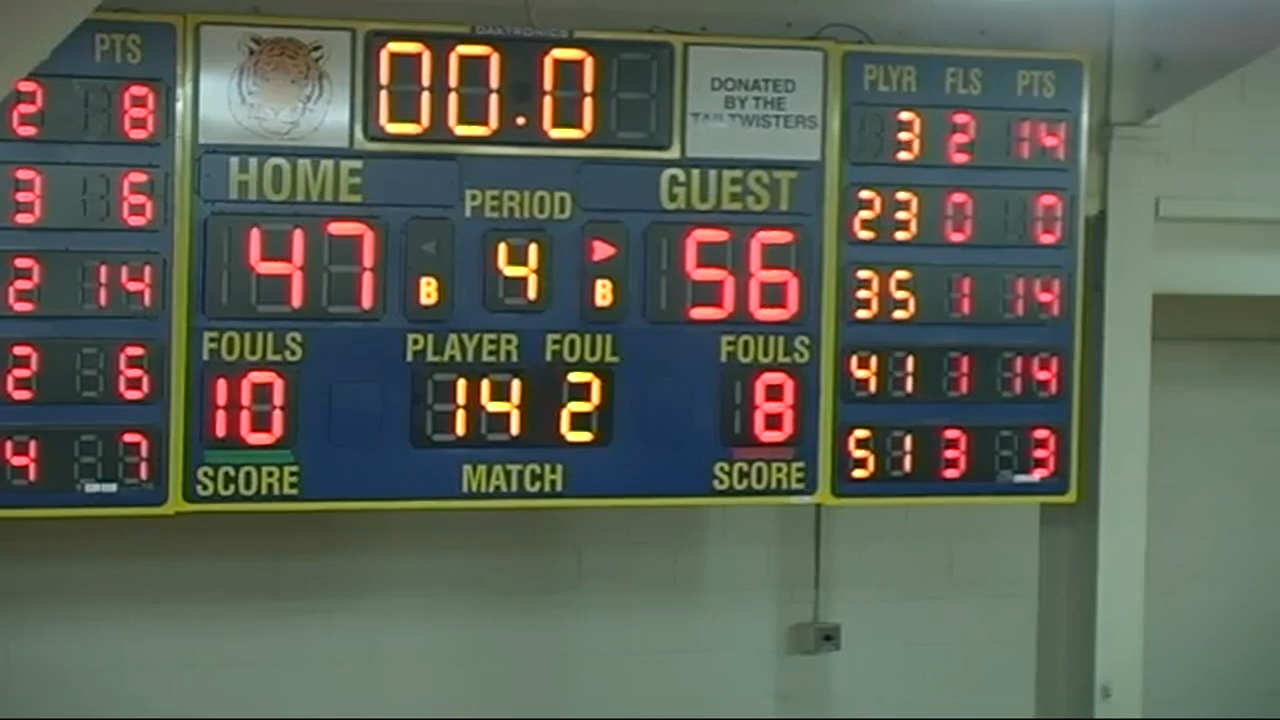 PTS
2 8
3 6
2 14
2 6
4 7
DAKTRONICS
00.0
DONATED
BY THE
TAILTWISTERS
HOME
PERIOD
GUEST
47
B
4
B
56
FOULS
PLAYER FOUL
FOULS
10
14 2
8
SCORE
MATCH
SCORE
PLYR FLS PTS
3 2 14
23 0 0
35 1 14
41 1 14
51 3 3